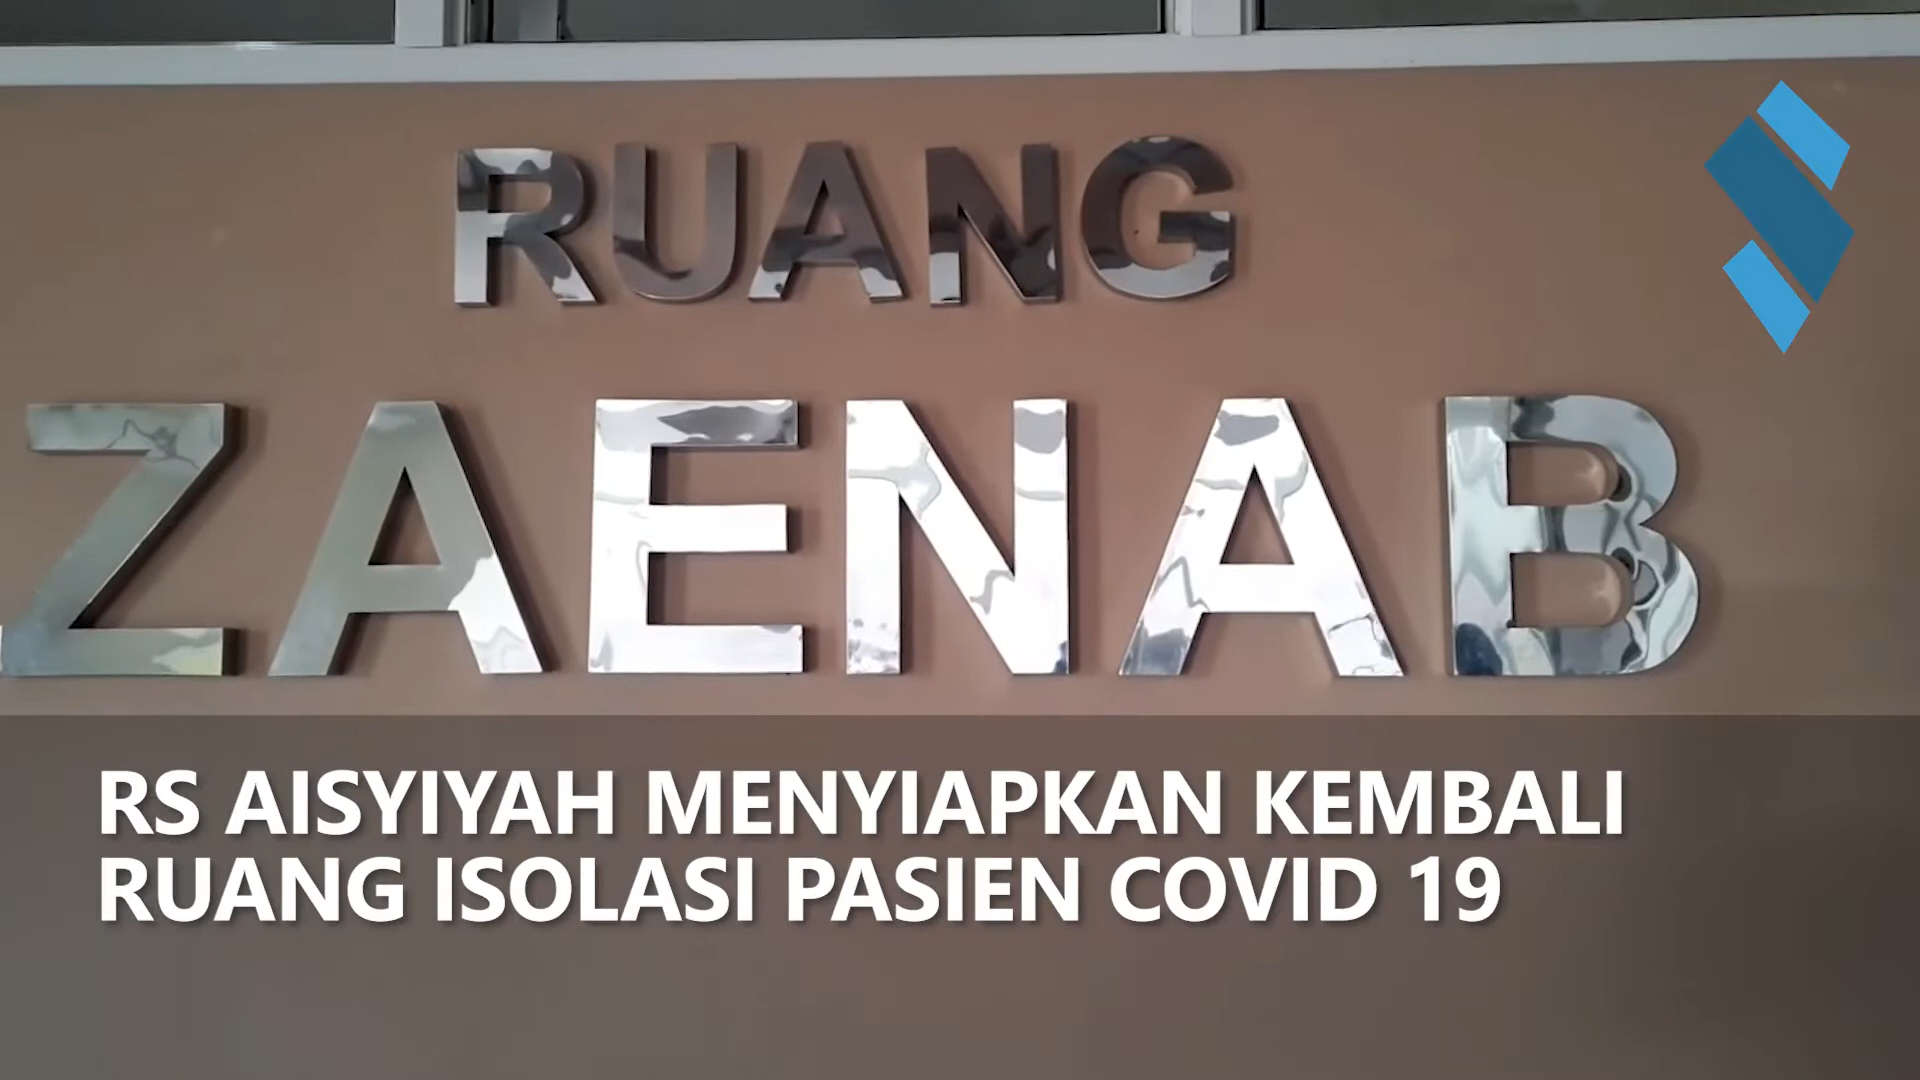 RUANG
ZAENAB
RS AISYIYAH MENYIAPKAN KEMBALI
RUANG ISOLASI PASIEN COVID 19